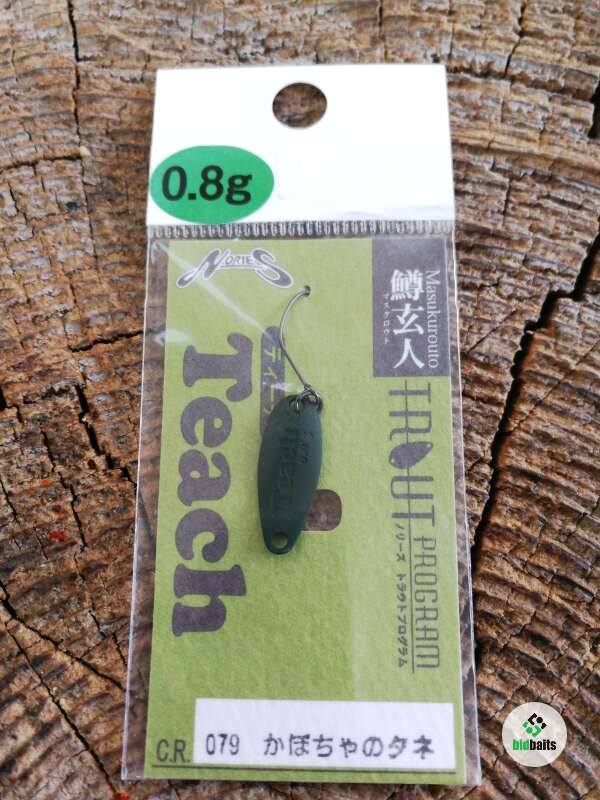 0.8g
NORIES
Masukurouto
鱒玄人
マスクロウト
ティーチ
Teach
TROUT PROGRAM
ノリーズ トラウトプログラム
C.R. 079 かぼちゃのタネ
bidbaits